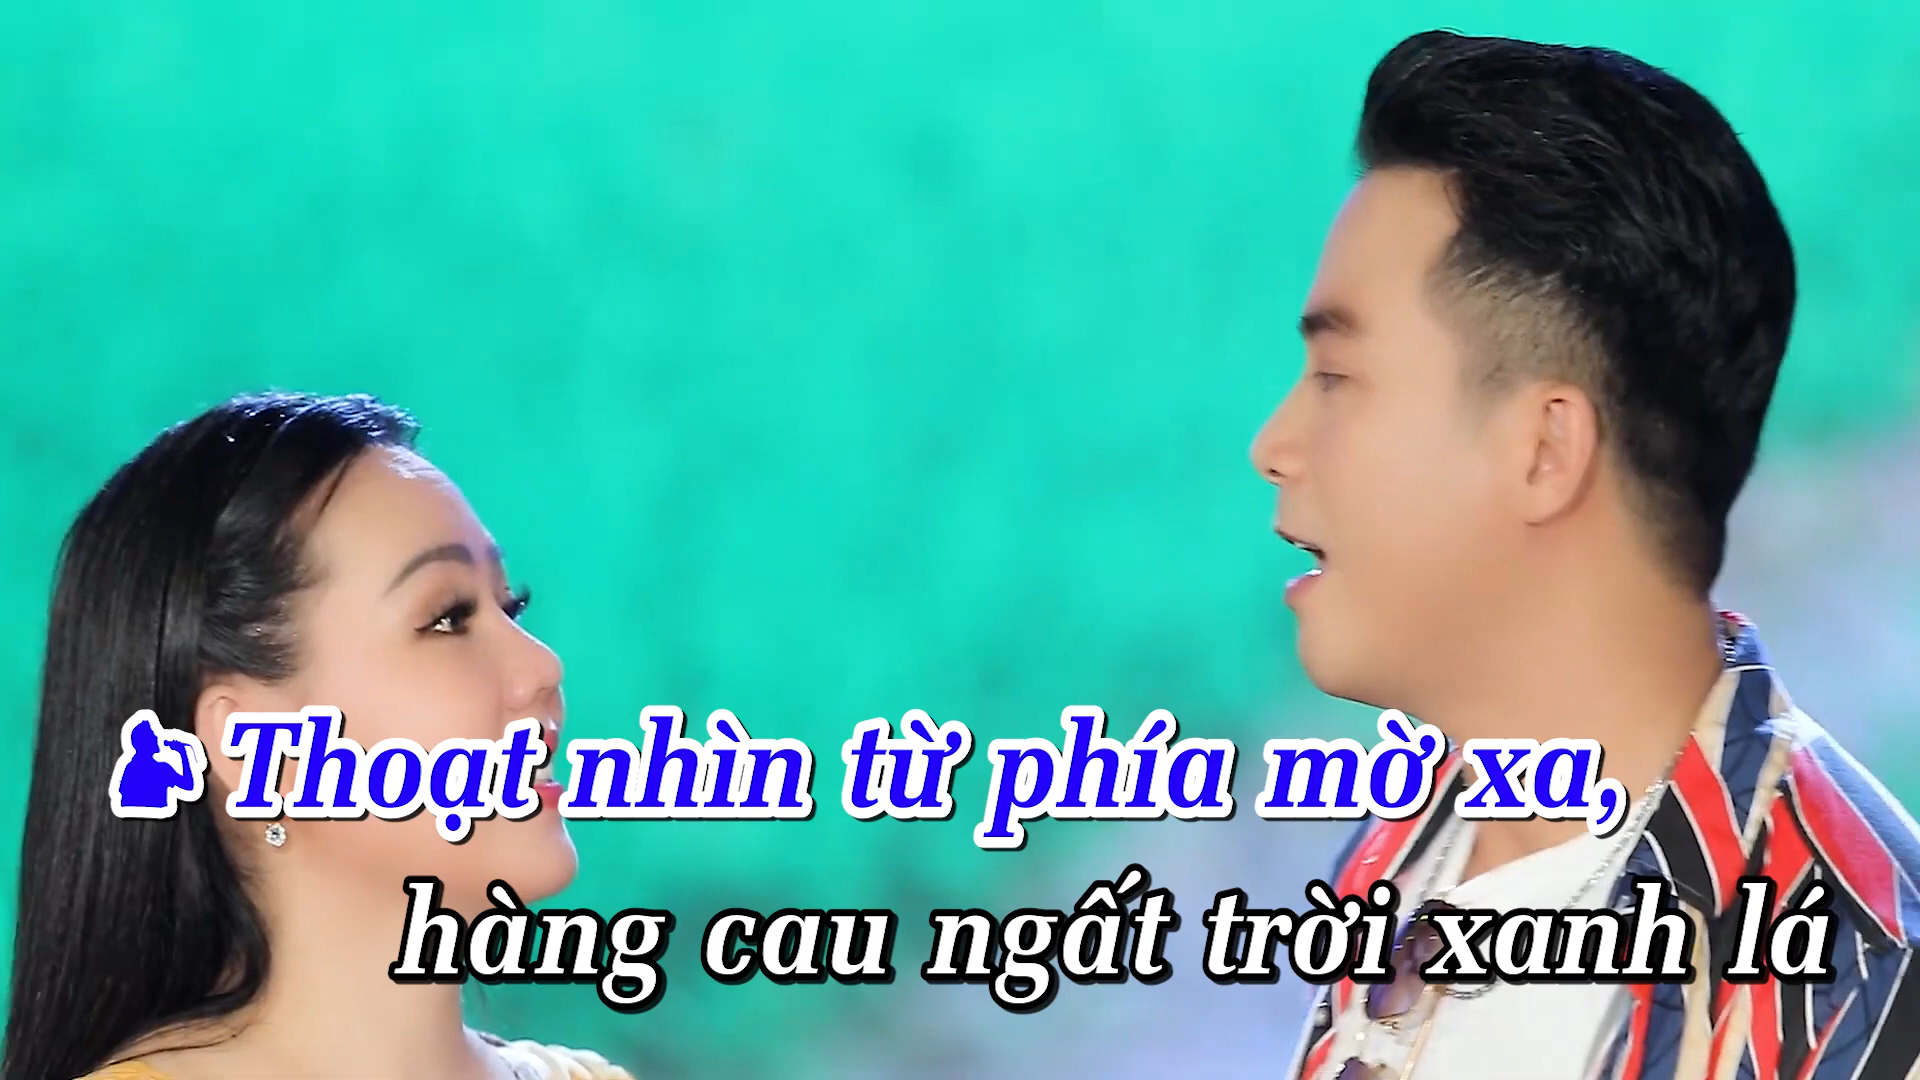 Thoạt nhìn từ phía mờ xa,
hàng cau ngất trời xanh lá